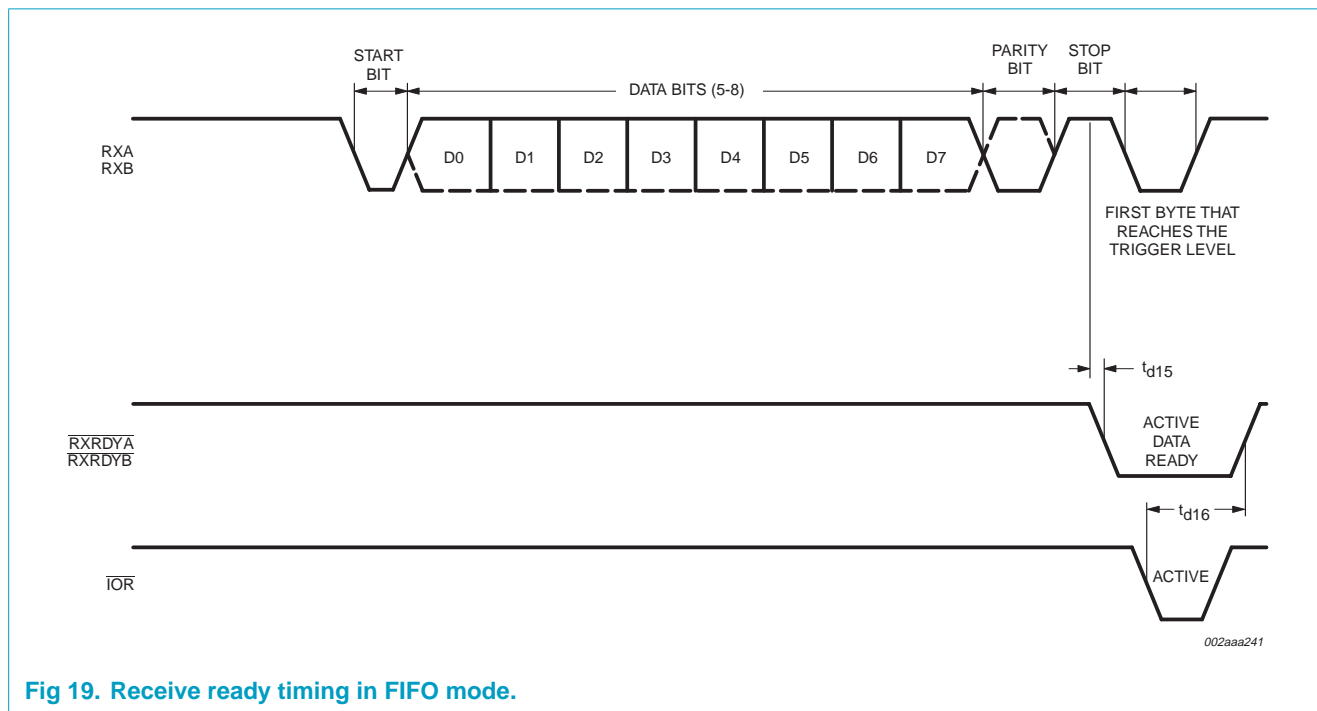 START
BIT
DATA BITS (5-8)
PARITY
BIT
STOP
BIT
RXA
RXB
D0 D1 D2 D3 D4 D5 D6 D7
FIRST BYTE THAT
REACHES THE
TRIGGER LEVEL
td15
RXRDYA
RXRDYB
ACTIVE
DATA
READY
td16
IOR
ACTIVE
002aaa241
Fig 19. Receive ready timing in FIFO mode.